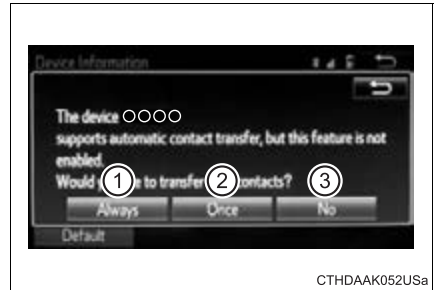 Device Information
The device ○○○○
supports automatic contact transfer, but this feature is not
enabled.
Would to transfer contacts?
1 2 3
Always Once No
Default
CTHDAAK052USa